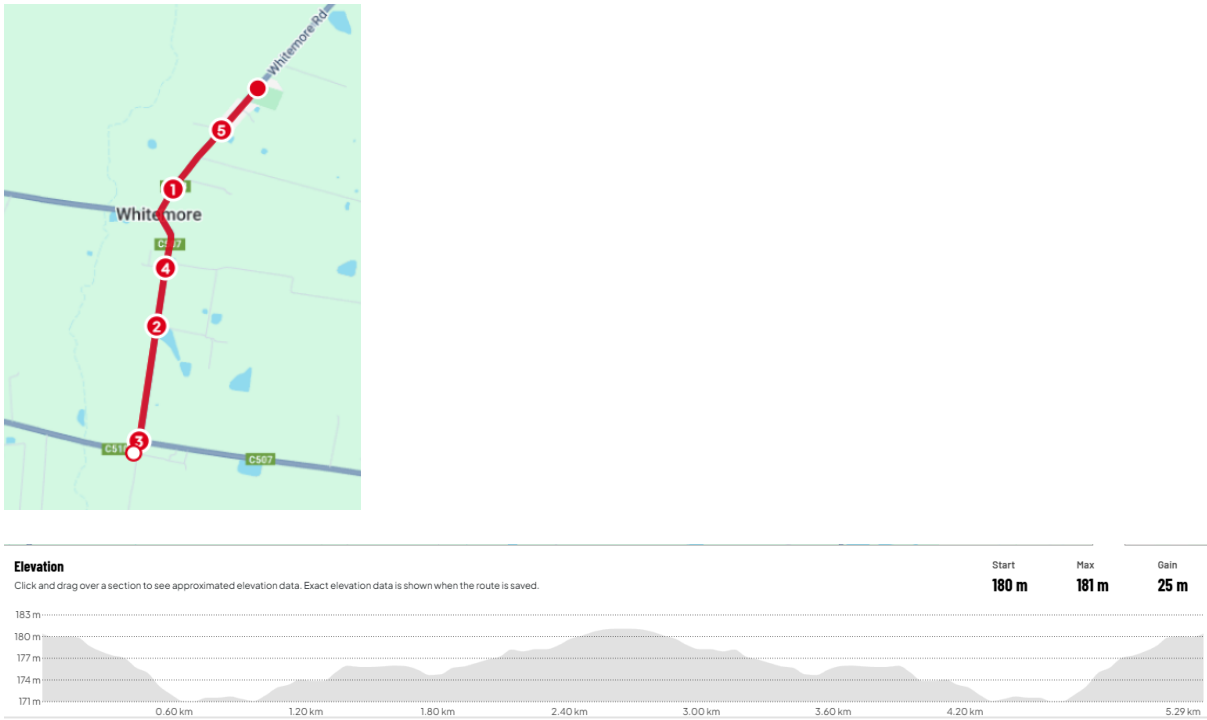 Whitemore Rd
5
1
Whitemore
4
2
3
C507
Elevation
Click and drag over a section to see approximated elevation data. Exact elevation data is shown when the route is saved.
Start
Max
Gain
180 m
181 m
25 m
183 m
180 m
177 m
174 m
171 m
0.60 km
1.20 km
1.80 km
2.40 km
3.00 km
3.60 km
4.20 km
5.29 km